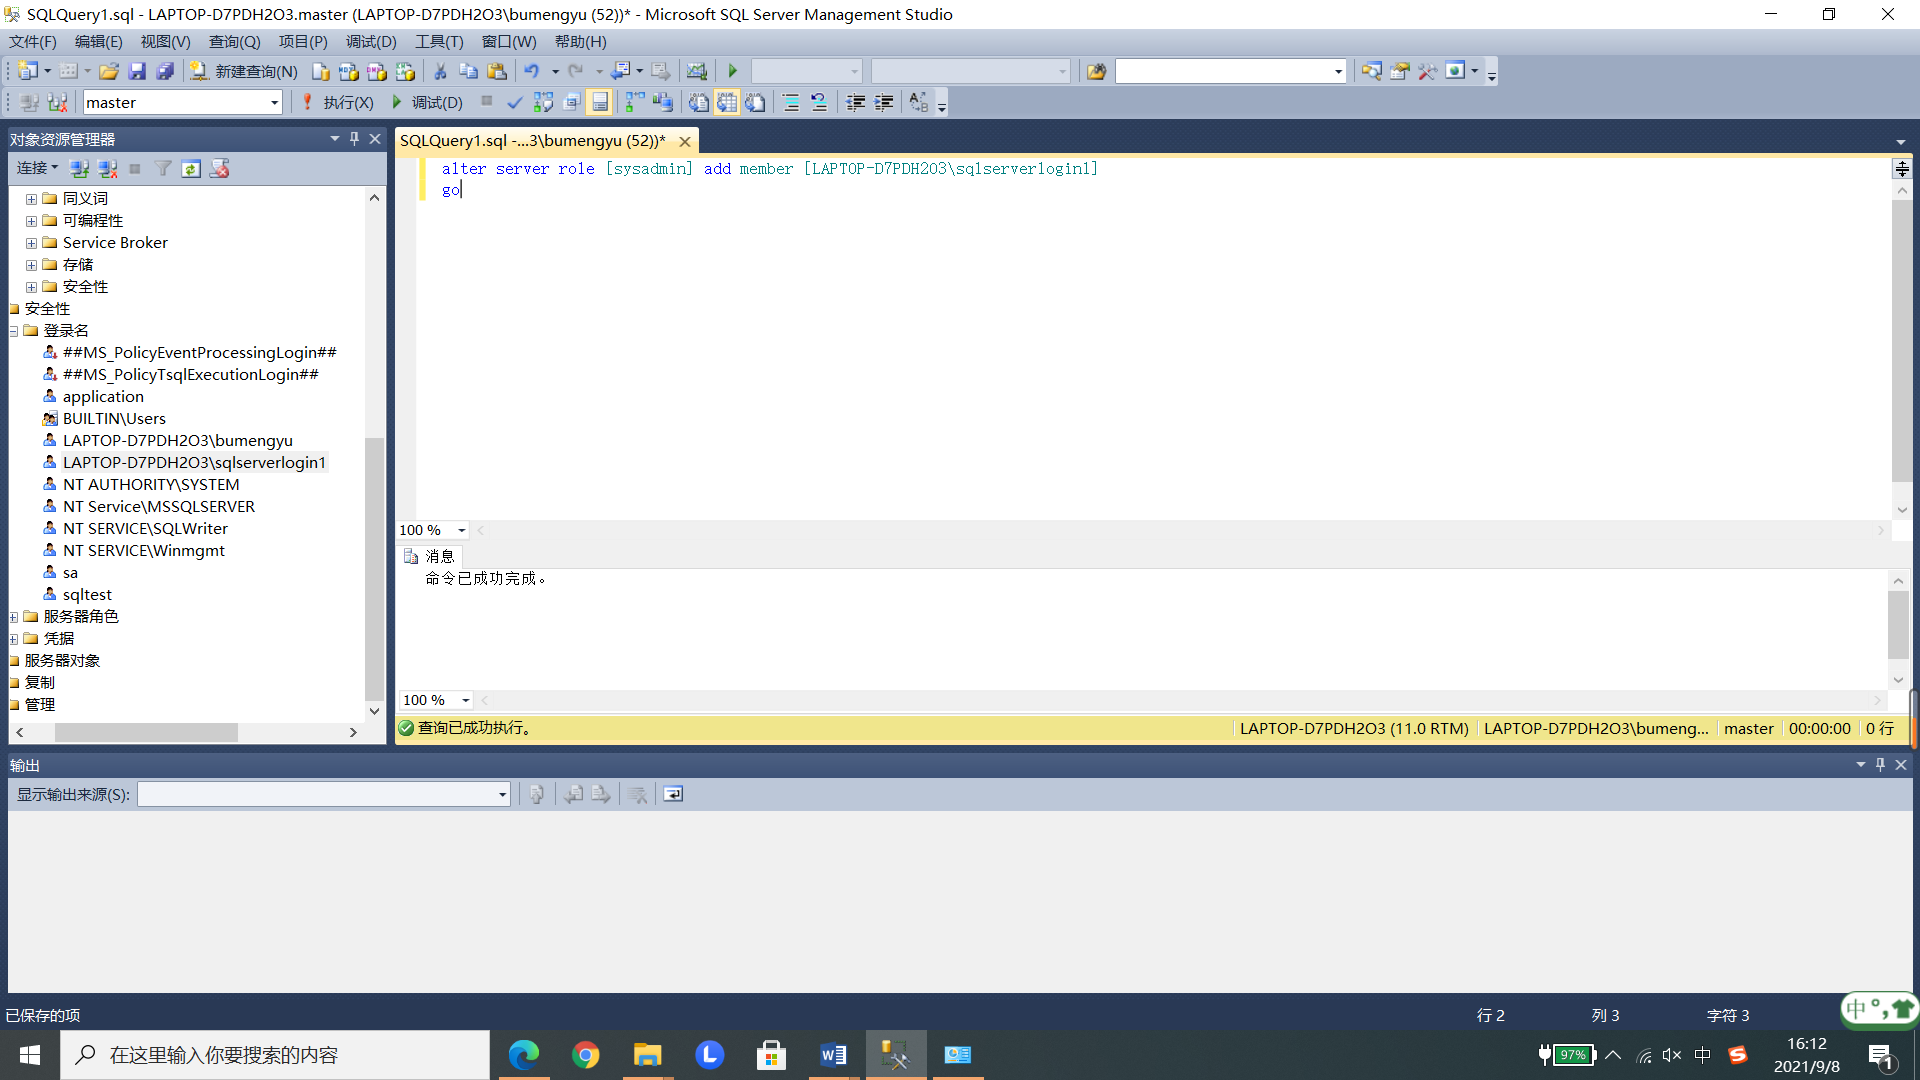 SQLQuery1.sql - LAPTOP-D7PDH2O3.master (LAPTOP-D7PDH2O3\bumengyu (52))* - Microsoft SQL Server Management Studio
文件(F) 编辑(E) 视图(V) 查询(Q) 项目(P) 调试(D) 工具(T) 窗口(W) 帮助(H)
新建查询(N)
master 执行(X) 调试(D)
对象资源管理器
连接
同义词
可编程性
Service Broker
存储
安全性
安全性
登录名
##MS_PolicyEventProcessingLogin##
##MS_PolicyTsqlExecutionLogin##
application
BUILTIN\Users
LAPTOP-D7PDH2O3\bumengyu
LAPTOP-D7PDH2O3\sqlserverlogin1
NT AUTHORITY\SYSTEM
NT Service\MSSQLSERVER
NT SERVICE\SQLWriter
NT SERVICE\Winmgmt
sa
sqltest
服务器角色
凭据
服务器对象
复制
管理
SQLQuery1.sql -...3\bumengyu (52))*
alter server role [sysadmin] add member [LAPTOP-D7PDH2O3\sqlserverlogin1]
go
100 %
消息
命令已成功完成。
100 %
查询已成功执行。 LAPTOP-D7PDH2O3 (11.0 RTM) LAPTOP-D7PDH2O3\bumeng... master 00:00:00 0 行
输出
显示输出来源(S):
已保存的项 行 2 列 3 字符 3
中
在这里输入你要搜索的内容
97%
中
16:12
2021/9/8
1